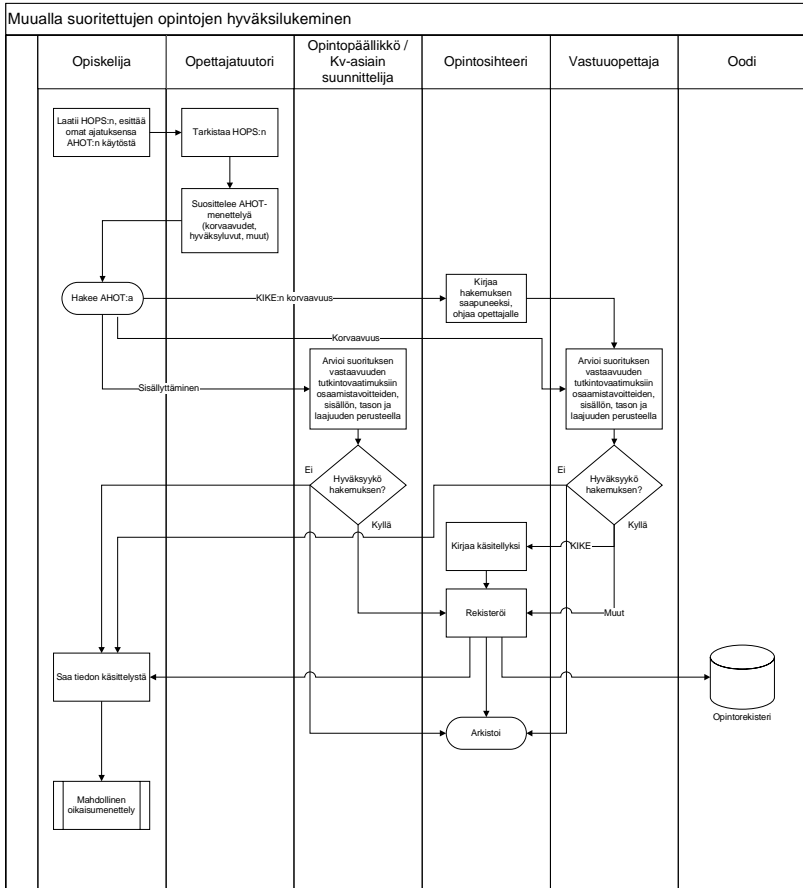 Muualla suoritettujen opintojen hyväksilukeminen
Opiskelija
Opettajatuutori
Opintopäällikkö /
Kv-asiain
suunnittelija
Opintosihteeri
Vastuuopettaja
Oodi
Laatii HOPS:n, esittää
omat ajatuksensa
AHOT:n käytöstä
Tarkistaa HOPS:n
Suosittelee AHOT-
menettelyä
(korvaavudet,
hyväksyluvut, muut)
Hakee AHOT:a
KIKE:n korvaavuus
Kirjaa
hakemuksen
saapuneeksi,
ohjaa opettajalle
Korvaavuus
Sisällyttäminen
Arvioi suorituksen
vastaavuuden
tutkintovaatimuksiin
osaamistavoitteiden,
sisällön, tason ja
laajuuden perusteella
Arvioi suorituksen
vastaavuuden
tutkintovaatimuksiin
osaamistavoitteiden,
sisällön, tason ja
laajuuden perusteella
Ei
Hyväksyykö
hakemuksen?
Kyllä
Ei
Hyväksyykö
hakemuksen?
Kyllä
Kirjaa käsitellyksi
KIKE
Rekisteröi
Muut
Saa tiedon käsittelystä
Opintorekisteri
Arkistoi
Mahdollinen
oikaisumenettely